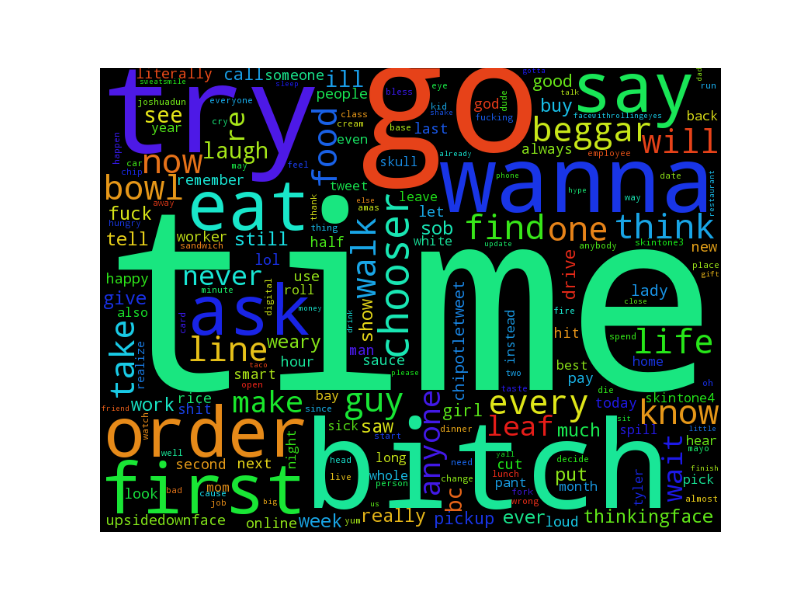 sweatsmile literally call someone ill bless eye kid god dude good talk gotta dad run
try go say
joshuadun everyone sleep people class cream fucking buy facewithrollingeyes back
see year cry re food even base last beggar will
happen car now laugh skull always already employee
chip may feel tweet phone date
bowl remember thank else amas leave wanna hype way restaurant
fuck away hungry eat thing let sob find one think
tell worker still half white update anybody skintone3 new
sandwich lol walk chooser
happy never minute use roll digital time drive lady place gift close
give also ask show drink fire
realize card money man chipotletweet instead hit spend life
take line weary hour sauce please two best home
smart taco pay oh
open bay taste die
work rice make guy girl every today skintone4
friend shit since anyone leaf sit know
order watch sick saw dinner much spill little
night start bitch yall decide hear mayo
first well second next head long need cut put wait
look bad cause live whole change lunch pant month tyler pick finish
job big person fork bc wrong almost
mom us
upsidedownface online yum week really pickup ever loud thinkingface
shake